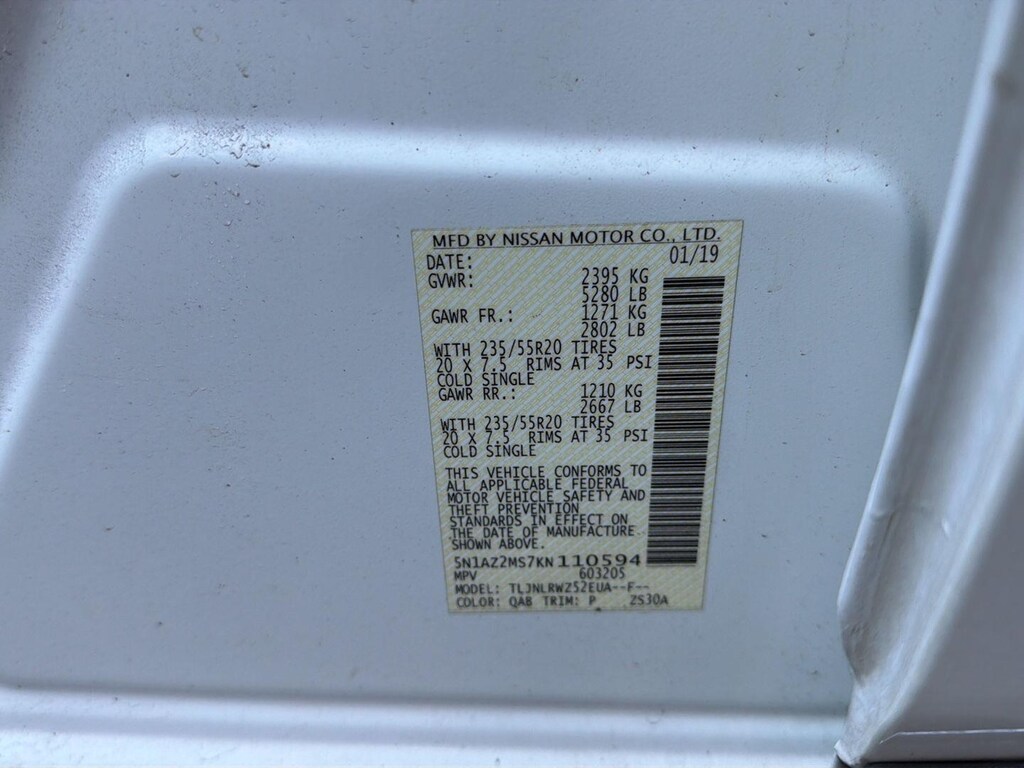 MFD BY NISSAN MOTOR CO., LTD.
DATE: 01/19
GVWR: 2395 KG
5280 LB
GAWR FR.: 1271 KG
2802 LB
WITH 235/55R20 TIRES
20 X 7.5 RIMS AT 35 PSI
COLD SINGLE
GAWR RR.: 1210 KG
2667 LB
WITH 235/55R20 TIRES
20 X 7.5 RIMS AT 35 PSI
COLD SINGLE
THIS VEHICLE CONFORMS TO
ALL APPLICABLE FEDERAL
MOTOR VEHICLE SAFETY AND
THEFT PREVENTION
STANDARDS IN EFFECT ON
THE DATE OF MANUFACTURE
SHOWN ABOVE.
5N1AZ2MS7KN110594
MPV 603205
MODEL: TLJNLRWZ52EUA--F--
COLOR: QAB TRIM: P ZS30A